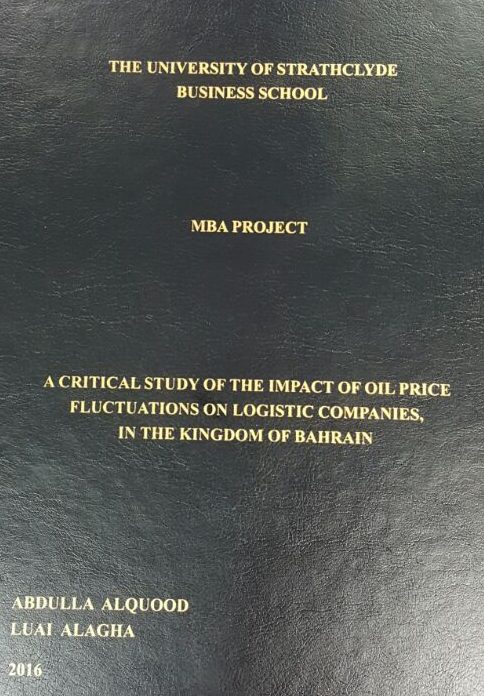 THE UNIVERSITY OF STRATHCLYDE
BUSINESS SCHOOL
MBA PROJECT
A CRITICAL STUDY OF THE IMPACT OF OIL PRICE
FLUCTUATIONS ON LOGISTIC COMPANIES,
IN THE KINGDOM OF BAHRAIN
ABDULLA ALQUOOD
LUAI ALAGHA
2016